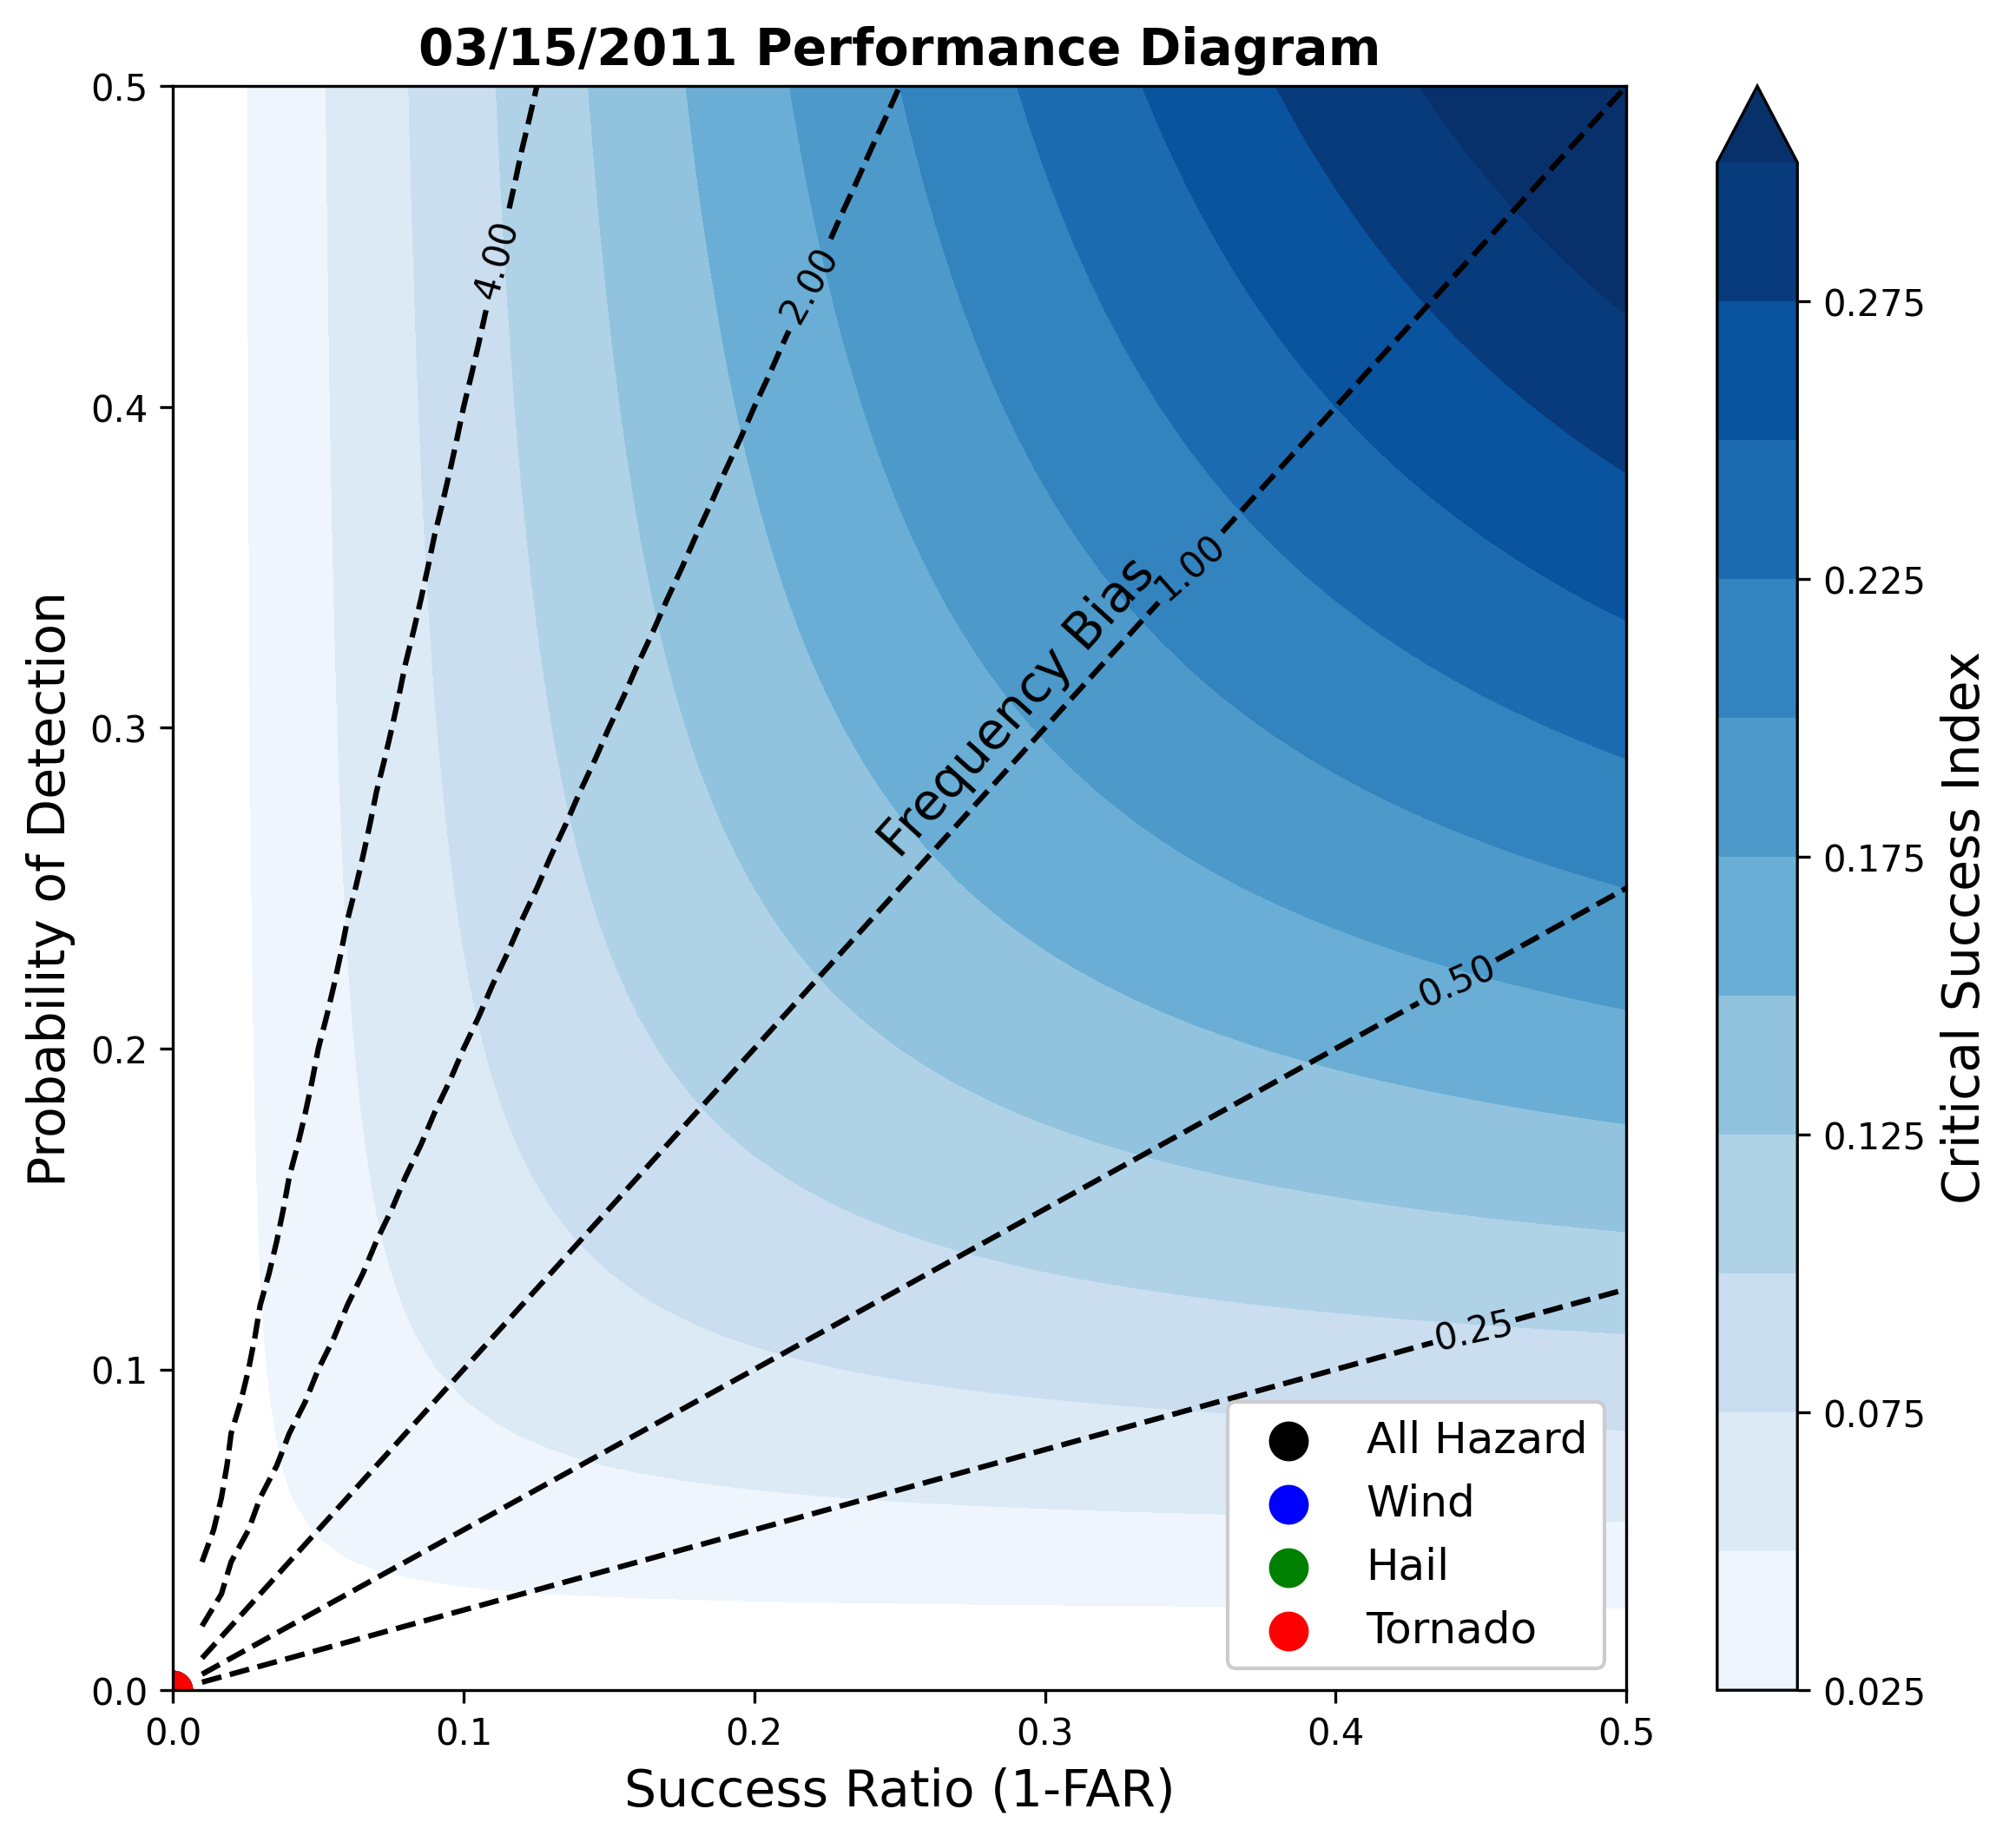 03/15/2011 Performance Diagram
0.5
0.4
0.3
0.2
0.1
0.0
Probability of Detection
4.00
2.00
1.00
Frequency Bias
0.50
0.25
All Hazard
Wind
Hail
Tornado
0.0 0.1 0.2 0.3 0.4 0.5
Success Ratio (1-FAR)
0.275
0.225
0.175
0.125
0.075
0.025
Critical Success Index